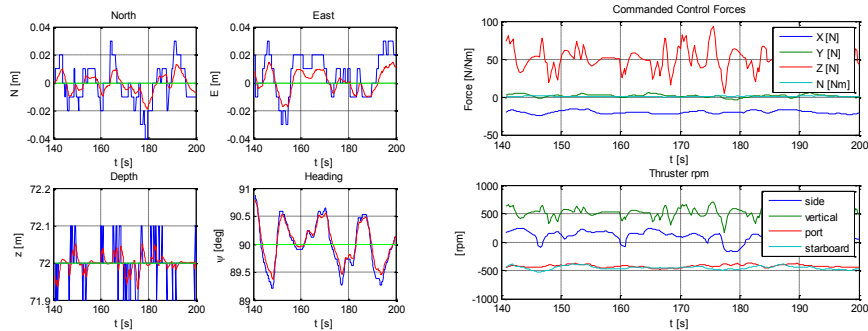 North
0.04
0.02
0
-0.02
-0.04
N [m]
140 160 180 200
t [s]
East
0.04
0.02
0
-0.02
-0.04
E [m]
140 160 180 200
t [s]
Depth
72.2
72.1
72
71.9
z [m]
140 160 180 200
t [s]
Heading
91
90.5
90
89.5
89
ψ [deg]
140 160 180 200
t [s]
Commanded Control Forces
100
50
0
-50
Force [N/Nm]
X [N]
Y [N]
Z [N]
N [Nm]
140 150 160 170 180 190 200
t [s]
Thruster rpm
1000
500
0
-500
-1000
[rpm]
side
vertical
port
starboard
140 150 160 170 180 190 200
t [s]